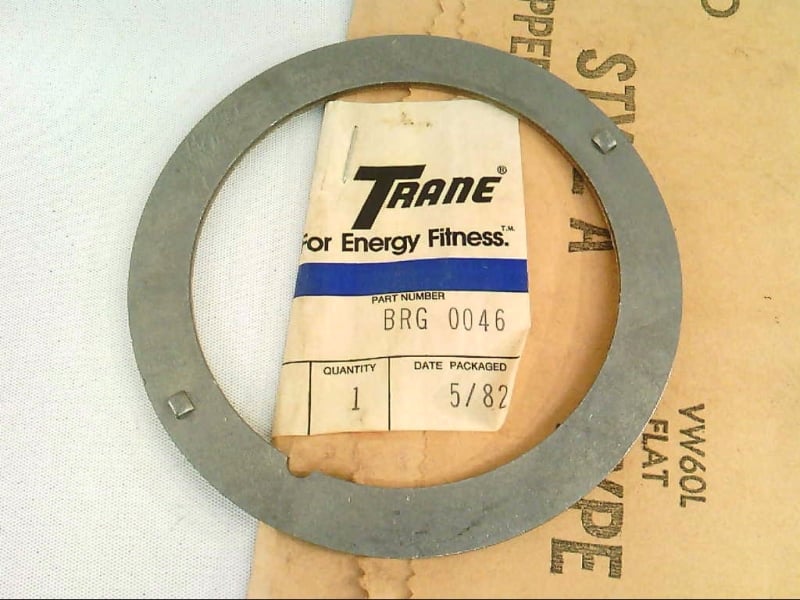 TRANE®
For Energy Fitness.™
PART NUMBER
BRG 0046
QUANTITY
1
DATE PACKAGED
5/82
A
VW60L
FLAT